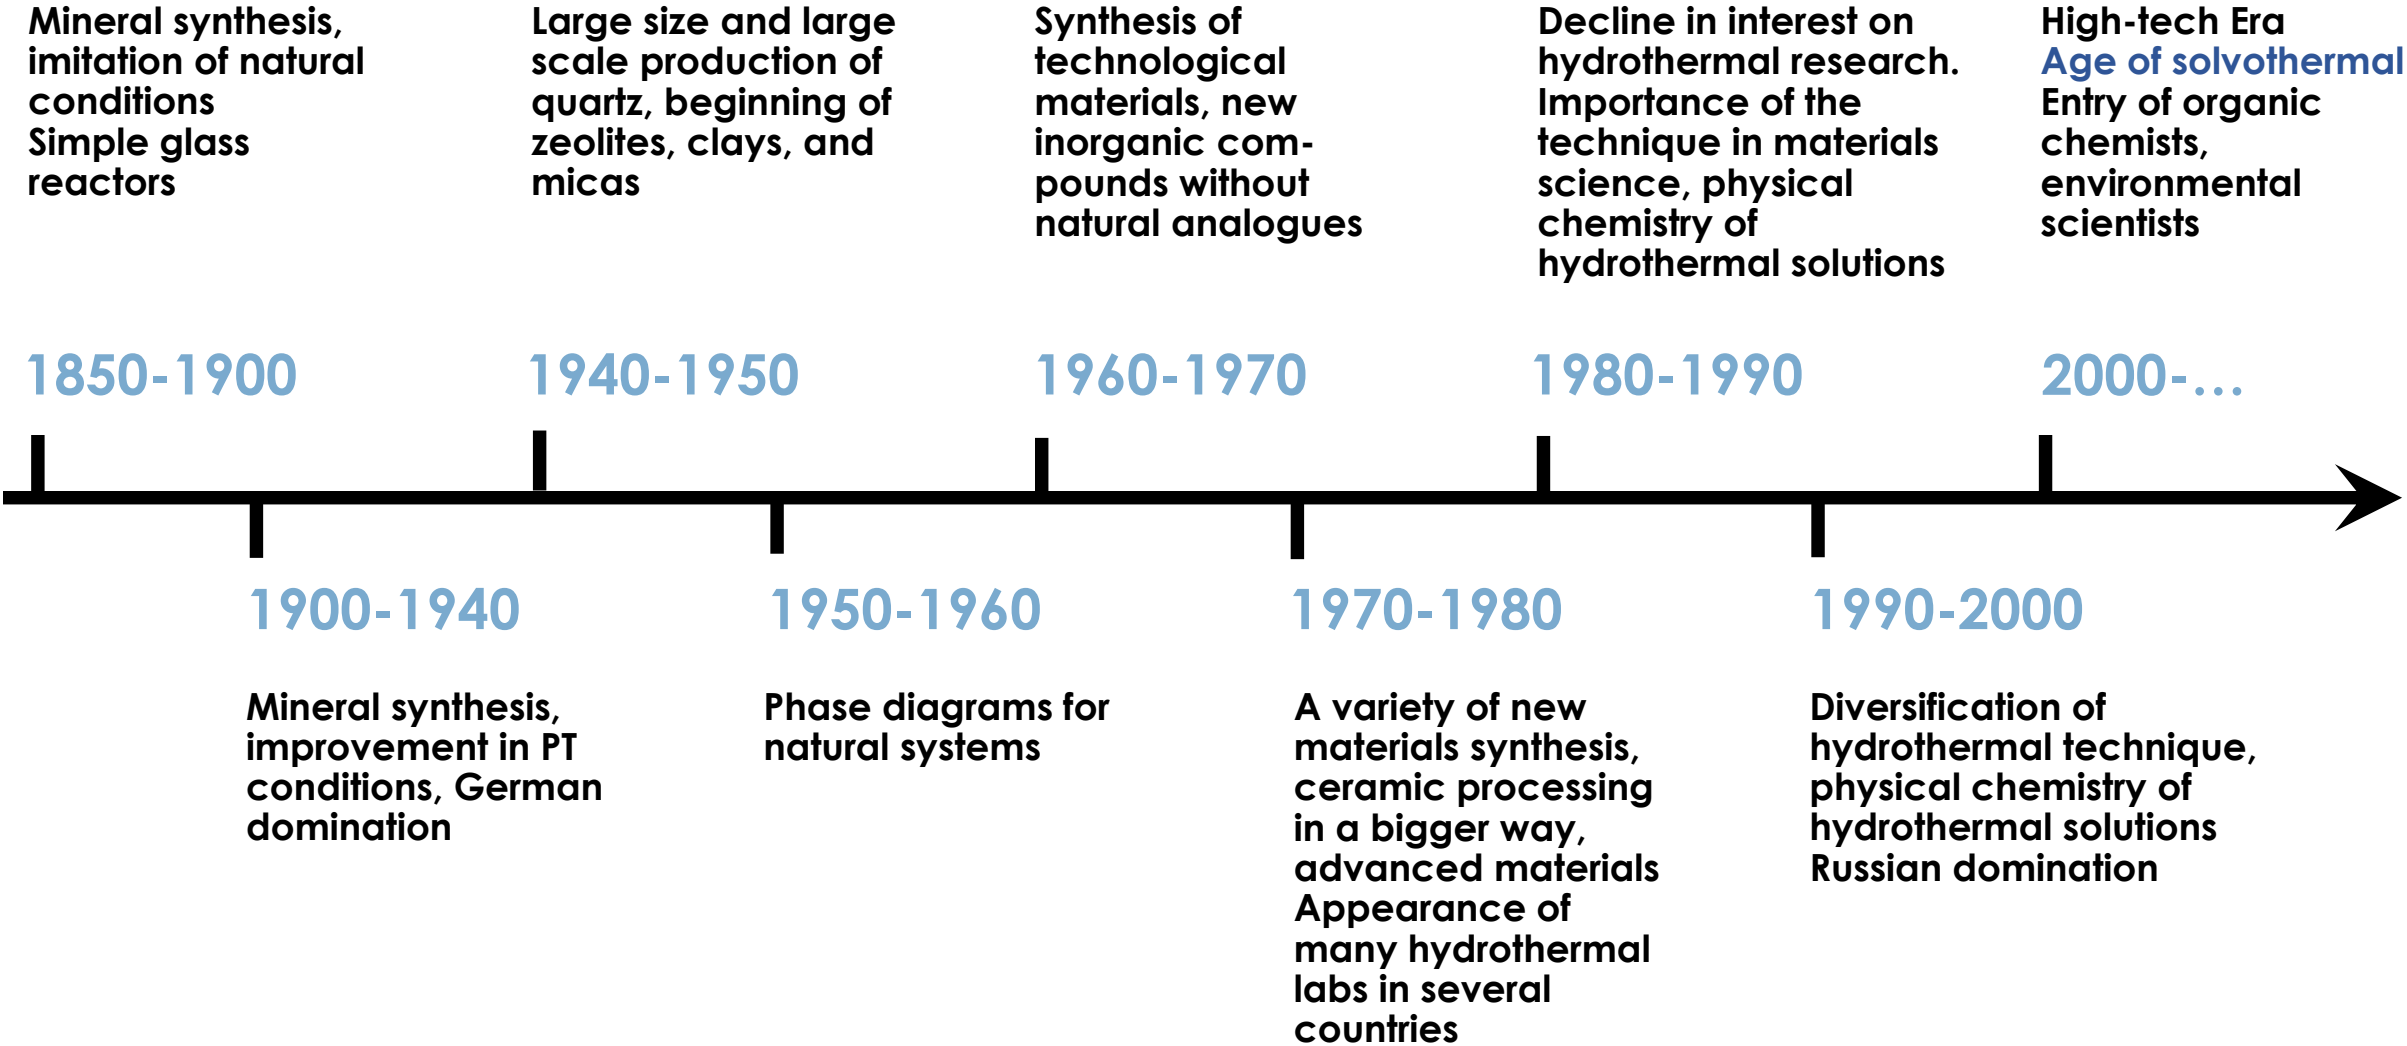 Mineral synthesis,
imitation of natural
conditions
Simple glass
reactors
Large size and large
scale production of
quartz, beginning of
zeolites, clays, and
micas
Synthesis of
technological
materials, new
inorganic com-
pounds without
natural analogues
Decline in interest on
hydrothermal research.
Importance of the
technique in materials
science, physical
chemistry of
hydrothermal solutions
High-tech Era
Age of solvothermal
Entry of organic
chemists,
environmental
scientists
1850-1900
1940-1950
1960-1970
1980-1990
2000-...
1900-1940
1950-1960
1970-1980
1990-2000
Mineral synthesis,
improvement in PT
conditions, German
domination
Phase diagrams for
natural systems
A variety of new
materials synthesis,
ceramic processing
in a bigger way,
advanced materials
Appearance of
many hydrothermal
labs in several
countries
Diversification of
hydrothermal technique,
physical chemistry of
hydrothermal solutions
Russian domination